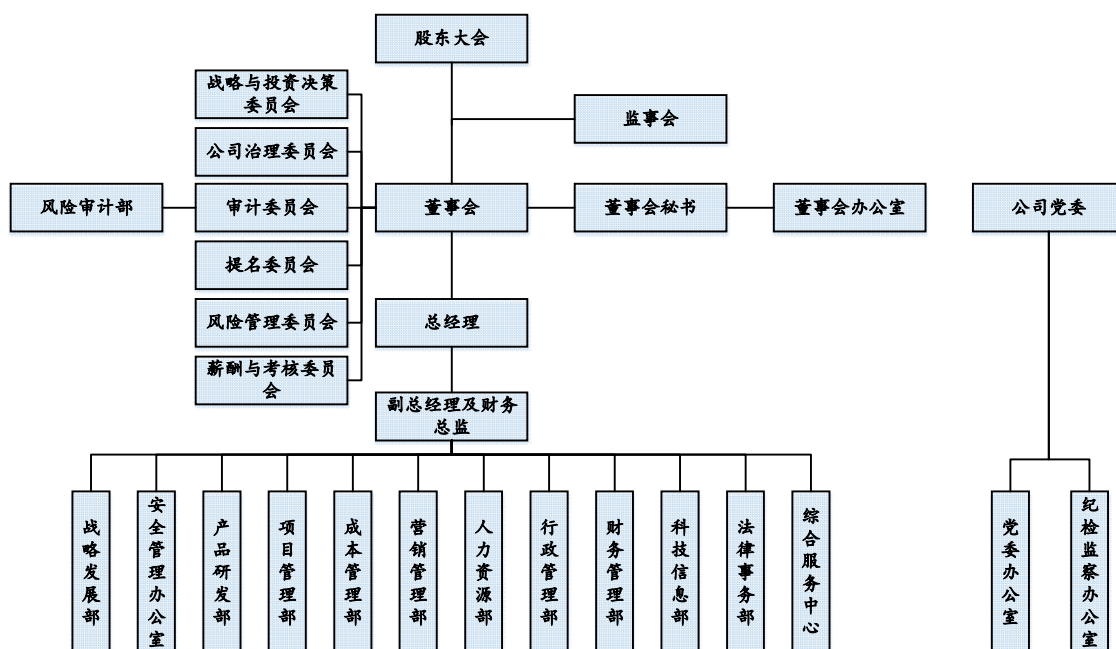 股东大会
战略与投资决策
委员会
监事会
公司治理委员会
风险审计部
审计委员会
董事会
董事会秘书
董事会办公室
公司党委
提名委员会
风险管理委员会
总经理
薪酬与考核委员
会
副总经理及财务
总监
战略发展部
安全管理办公室
产品研发部
项目管理部
成本管理部
营销管理部
人力资源部
行政管理部
财务管理部
科技信息部
法律事务部
综合服务中心
党委办公室
纪检监察办公室